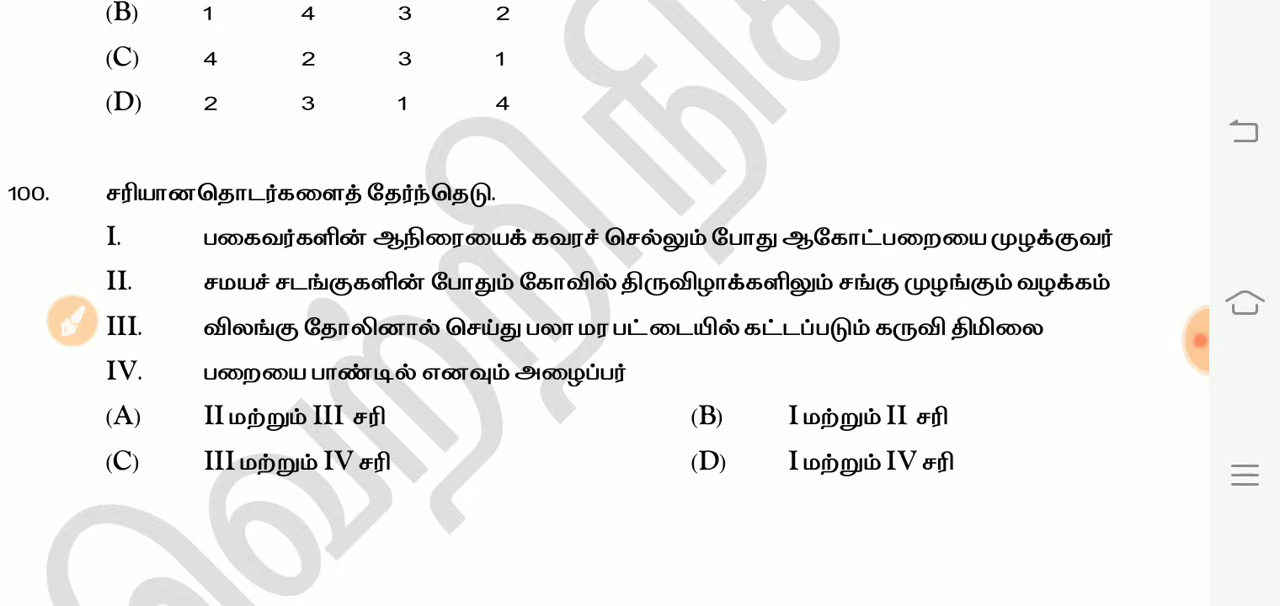 (B) 1 4 3 2
(C) 4 2 3 1
(D) 2 3 1 4
100. சரியானதொடர்களைத் தேர்ந்தெடு.
I. பகைவர்களின் ஆநிரையைக் கவரச் செல்லும் போது ஆகோட்பறையை முழக்குவர்
II. சமயச் சடங்குகளின் போதும் கோவில் திருவிழாக்களிலும் சங்கு முழங்கும் வழக்கம்
III. விலங்கு தோலினால் செய்து பலா மர பட்டையில் கட்டப்படும் கருவி திமிலை
IV. பறையை பாண்டில் எனவும் அழைப்பர்
(A) II மற்றும் III சரி (B) I மற்றும் II சரி
(C) III மற்றும் IV சரி (D) I மற்றும் IV சரி